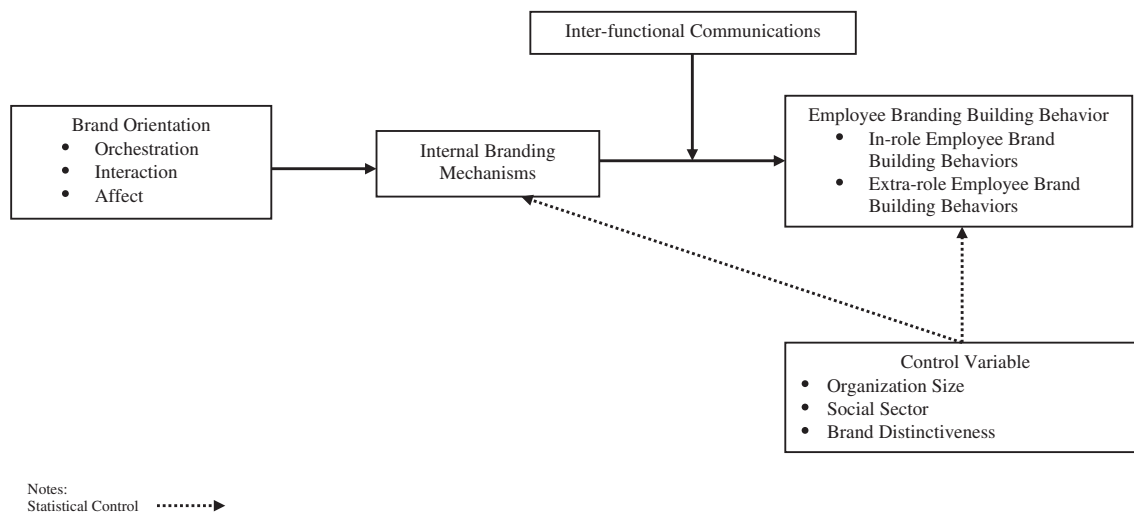 Inter-functional Communications
Brand Orientation
• Orchestration
• Interaction
• Affect
Internal Branding
Mechanisms
Employee Branding Building Behavior
• In-role Employee Brand
Building Behaviors
• Extra-role Employee Brand
Building Behaviors
Control Variable
• Organization Size
• Social Sector
• Brand Distinctiveness
Notes:
Statistical Control